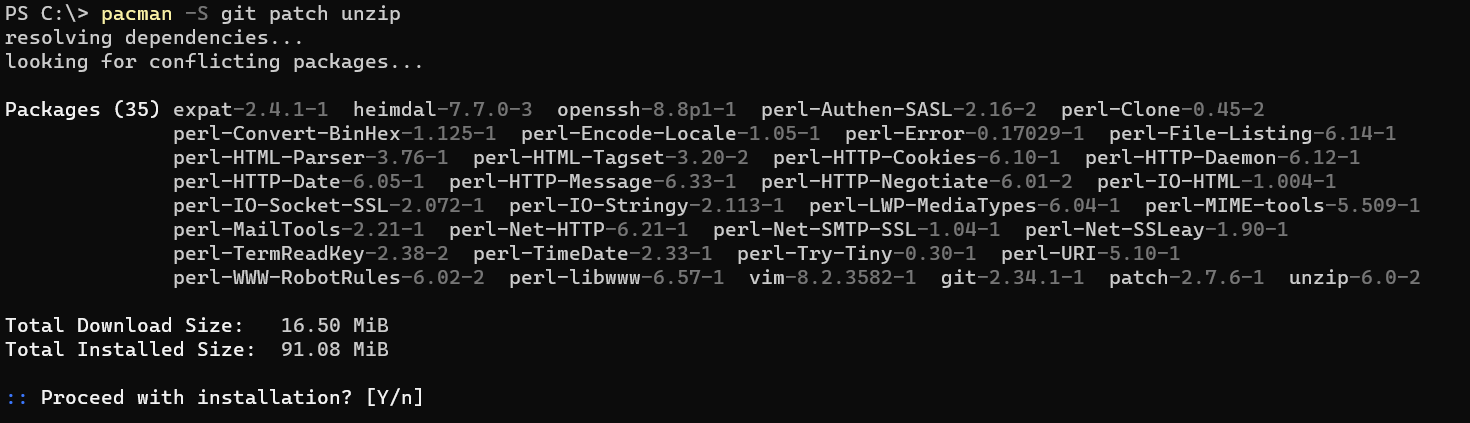 PS C:\> pacman -S git patch unzip
resolving dependencies...
looking for conflicting packages...
Packages (35) expat-2.4.1-1  heimdal-7.7.0-3  openssh-8.8p1-1  perl-Authen-SASL-2.16-2  perl-Clone-0.45-2
perl-Convert-BinHex-1.125-1  perl-Encode-Locale-1.05-1  perl-Error-0.17029-1  perl-File-Listing-6.14-1
perl-HTML-Parser-3.76-1  perl-HTML-Tagset-3.20-2  perl-HTTP-Cookies-6.10-1  perl-HTTP-Daemon-6.12-1
perl-HTTP-Date-6.05-1  perl-HTTP-Message-6.33-1  perl-HTTP-Negotiate-6.01-2  perl-IO-HTML-1.004-1
perl-IO-Socket-SSL-2.072-1  perl-IO-Stringy-2.113-1  perl-LWP-MediaTypes-6.04-1  perl-MIME-tools-5.509-1
perl-MailTools-2.21-1  perl-Net-HTTP-6.21-1  perl-Net-SMTP-SSL-1.04-1  perl-Net-SSLeay-1.90-1
perl-TermReadKey-2.38-2  perl-TimeDate-2.33-1  perl-Try-Tiny-0.30-1  perl-URI-5.10-1
perl-WWW-RobotRules-6.02-2  perl-libwww-6.57-1  vim-8.2.3582-1  git-2.34.1-1  patch-2.7.6-1  unzip-6.0-2
Total Download Size:   16.50 MiB
Total Installed Size:  91.08 MiB
:: Proceed with installation? [Y/n]